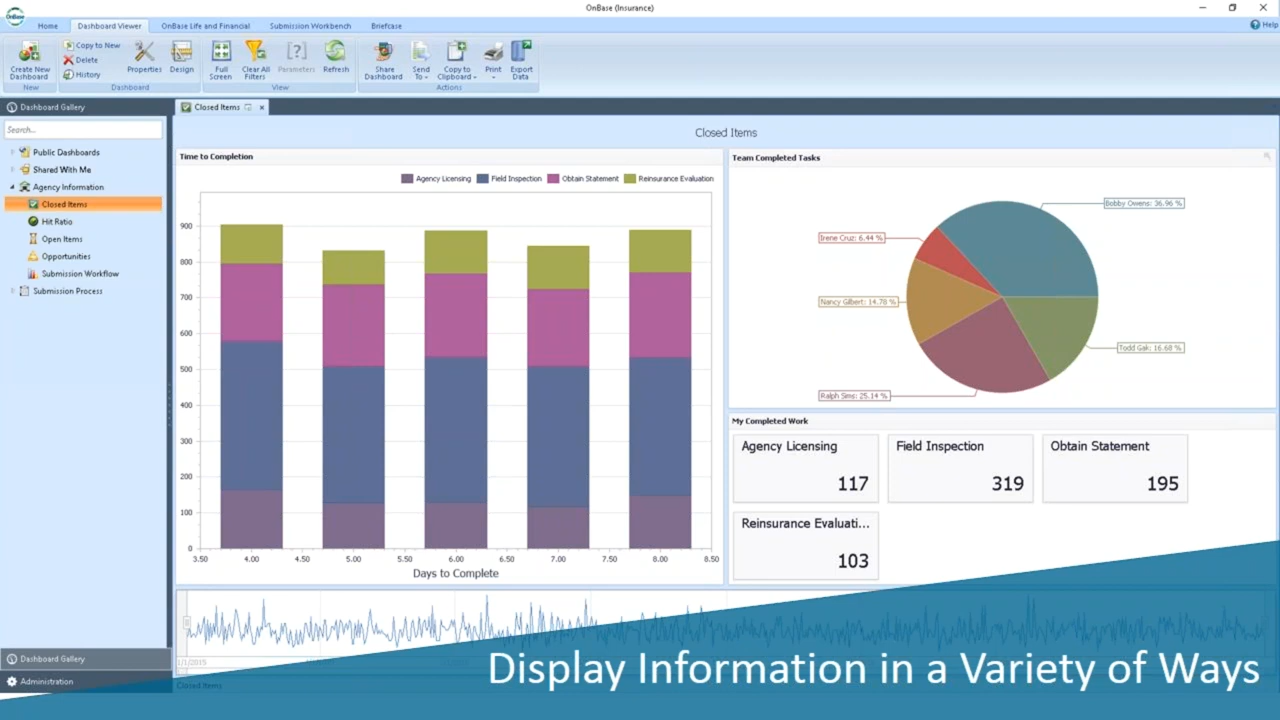 OnBase (Insurance)
OnBase
Home Dashboard Viewer OnBase Life and Financial Submission Workbench Briefcase
Help
Create New Dashboard
Copy to New
Delete
History
Properties Design
Full Screen Clear All Filters Parameters Refresh
Share Dashboard Send To Copy to Clipboard Print Export Data
New Dashboard View Actions
Dashboard Gallery
Search...
Public Dashboards
Shared With Me
Agency Information
Closed Items
Hit Ratio
Open Items
Opportunities
Submission Workflow
Submission Process
Dashboard Gallery
Administration
Closed Items
Closed Items
Time to Completion
Agency Licensing Field Inspection Obtain Statement Reinsurance Evaluation
900
800
700
600
500
400
300
200
100
0
3.50 4.00 4.50 5.00 5.50 6.00 6.50 7.00 7.50 8.00 8.50
Days to Complete
Team Completed Tasks
Bobby Owens: 36.96 %
Irene Cruz: 6.44 %
Nancy Gilbert: 14.78 %
Todd Gak: 16.68 %
Ralph Sims: 25.14 %
My Completed Work
Agency Licensing
117
Field Inspection
319
Obtain Statement
195
Reinsurance Evaluati...
103
1/1/2015
Closed Items
Display Information in a Variety of Ways